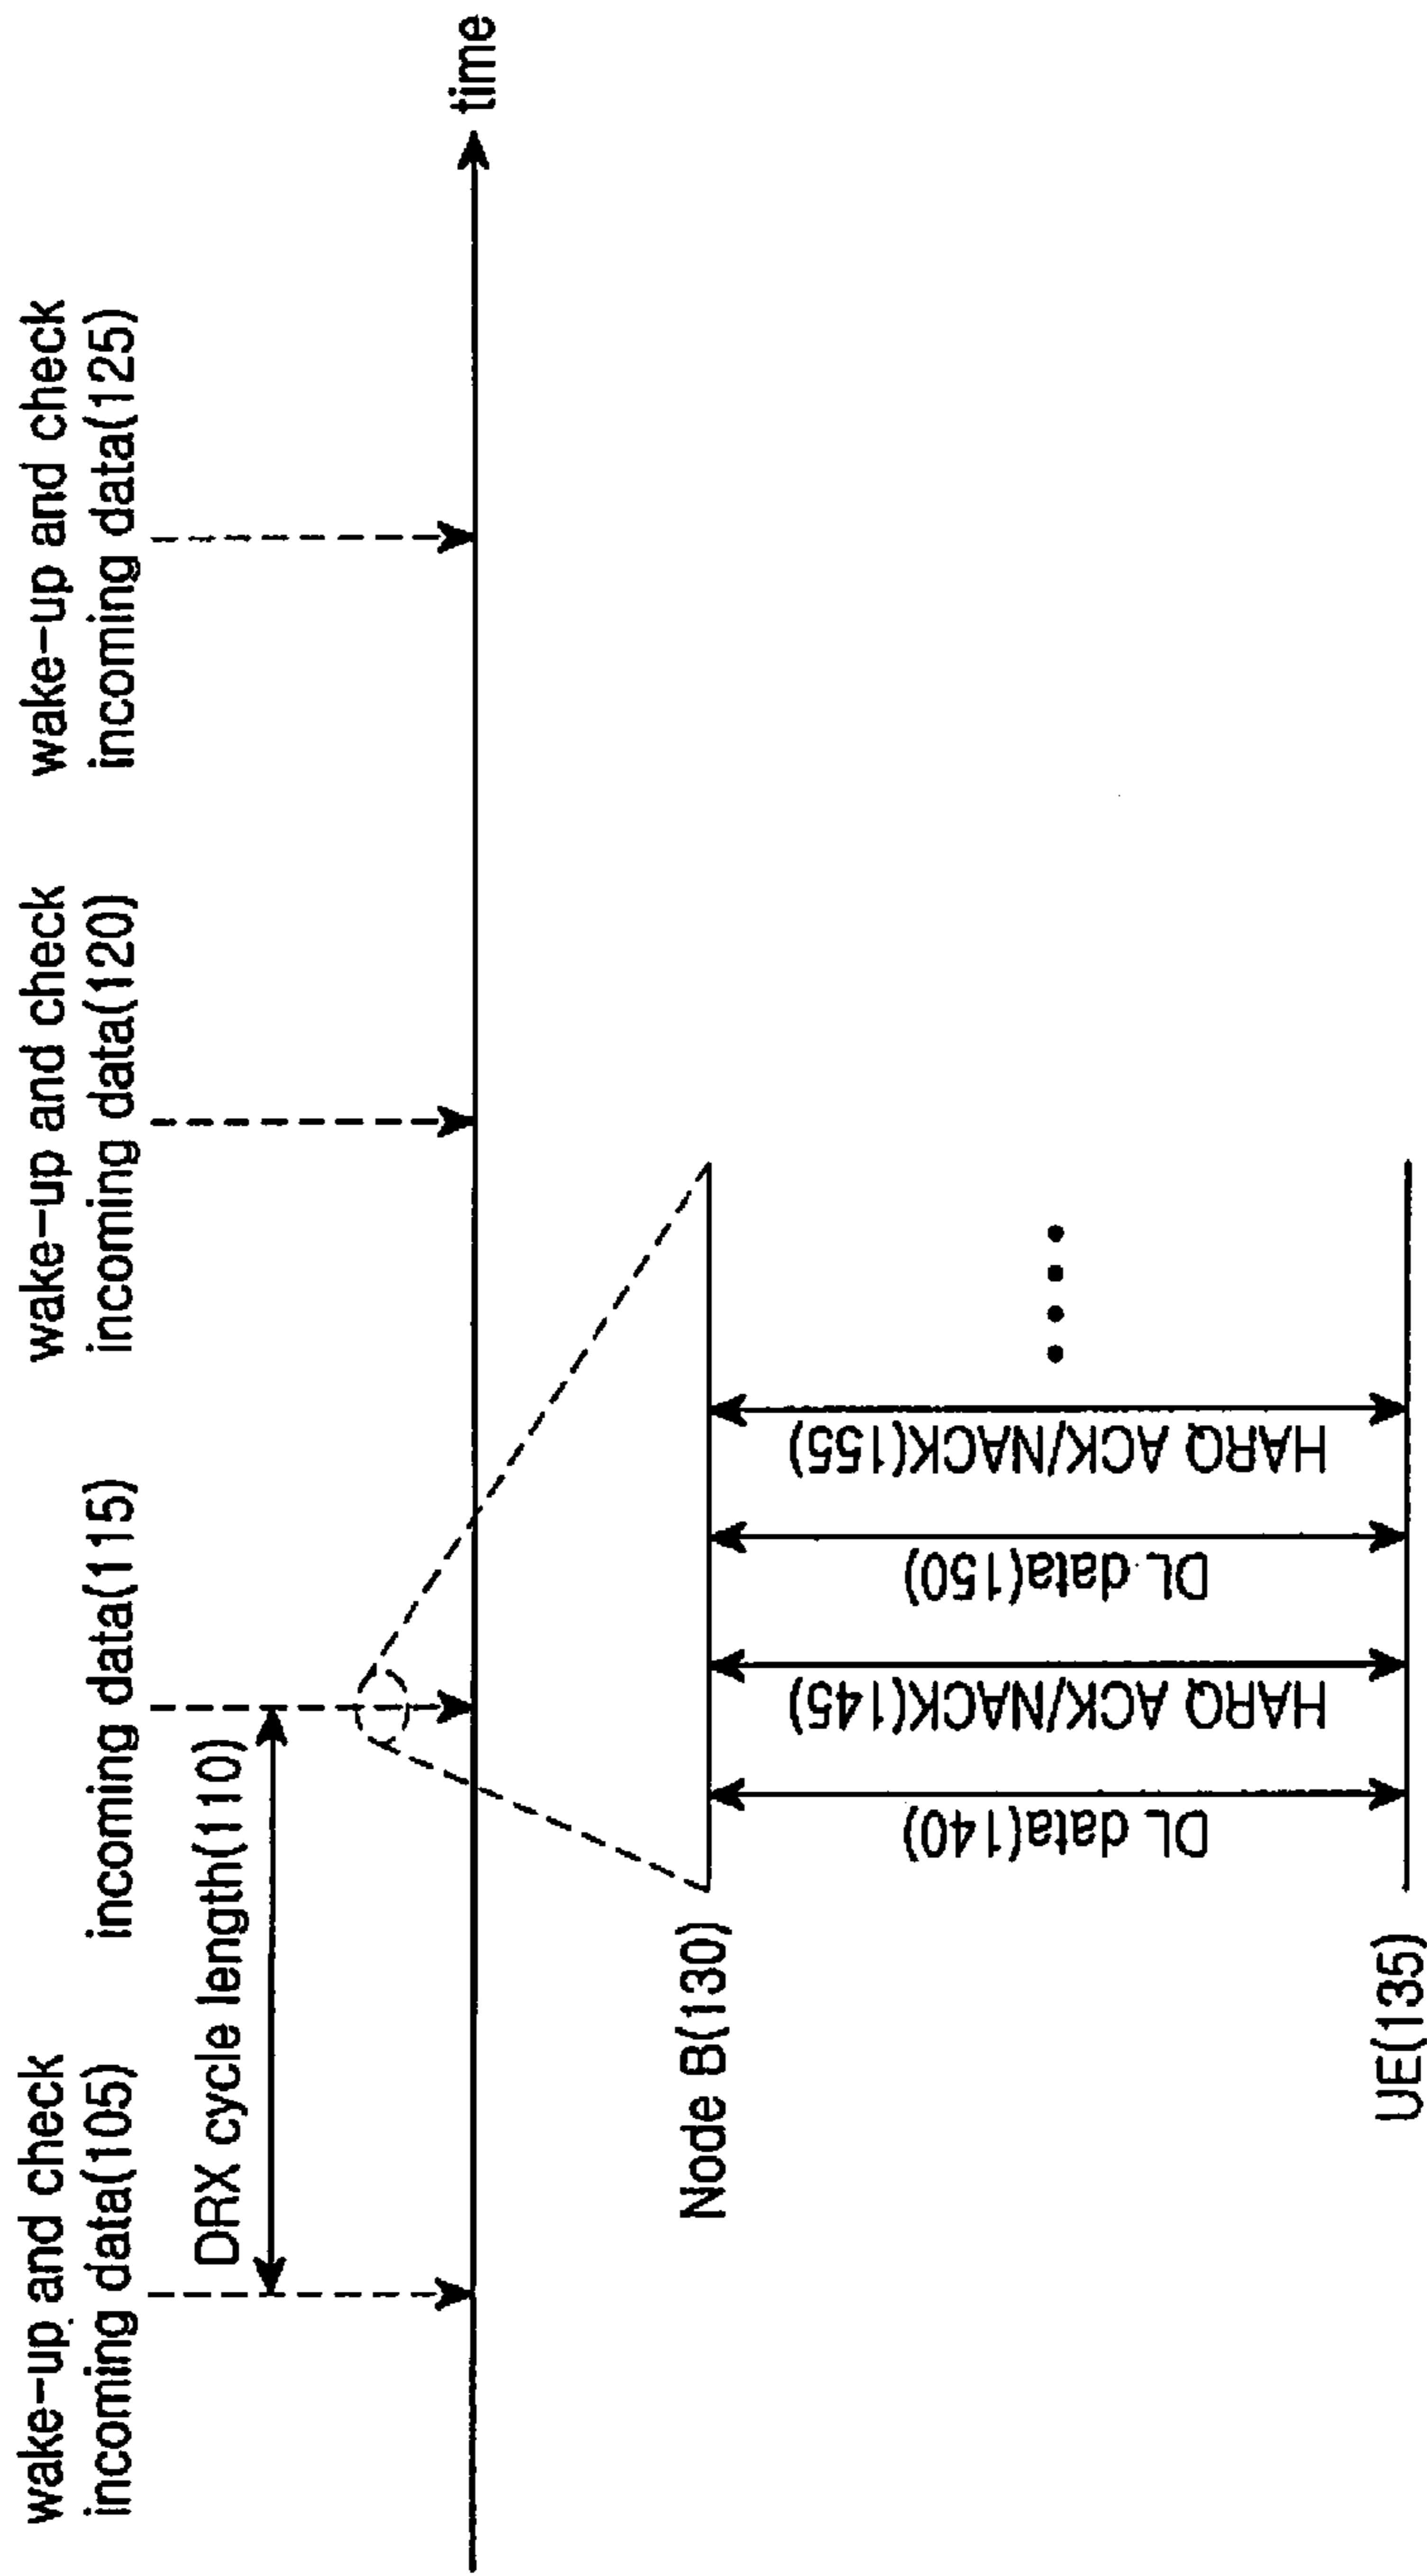 wake-up and check
incoming data(105)
DRX cycle length(110)
incoming data(115)
wake-up and check
incoming data(120)
wake-up and check
incoming data(125)
time
Node B(130)
DL data(140)
HARQ ACK/NACK(145)
DL data(150)
HARQ ACK/NACK(155)
UE(135)